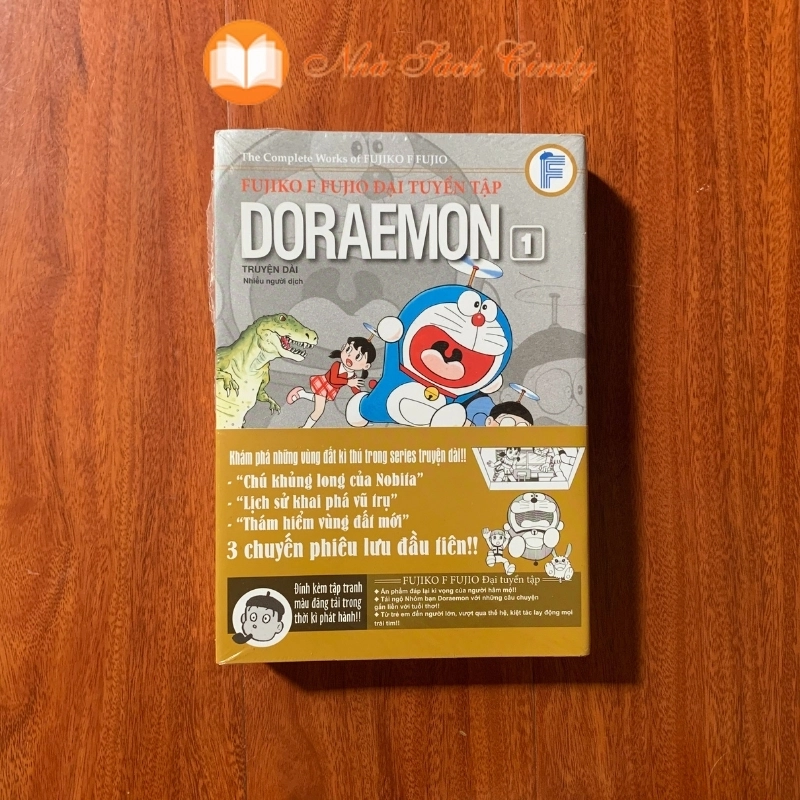 Nhà Sách Cindy
The Complete Works of FUJIKO F FUJIO
FUJIKO F FUJIO ĐẠI TUYỂN TẬP
F
DORAEMON 1
TRUYỆN DÀI
Nhiều người dịch
Khám phá những vùng đất kì thú trong series truyện dài!!
- “Chú khủng long của Nobita”
- “Lịch sử khai phá vũ trụ”
- “Thám hiểm vùng đất mới”
3 chuyến phiêu lưu đầu tiên!!
Đính kèm tập tranh
màu đăng tải trong
thời kì phát hành!!
FUJIKO F FUJIO Đại tuyển tập
Ấn phẩm đáp lại kì vọng của người hâm mộ!!
Tái ngộ Nhóm bạn Doraemon với những câu chuyện
gắn liền với tuổi thơ!!
Từ trẻ em đến người lớn, vượt qua thế hệ, kiệt tác lay động mọi
trái tim!!